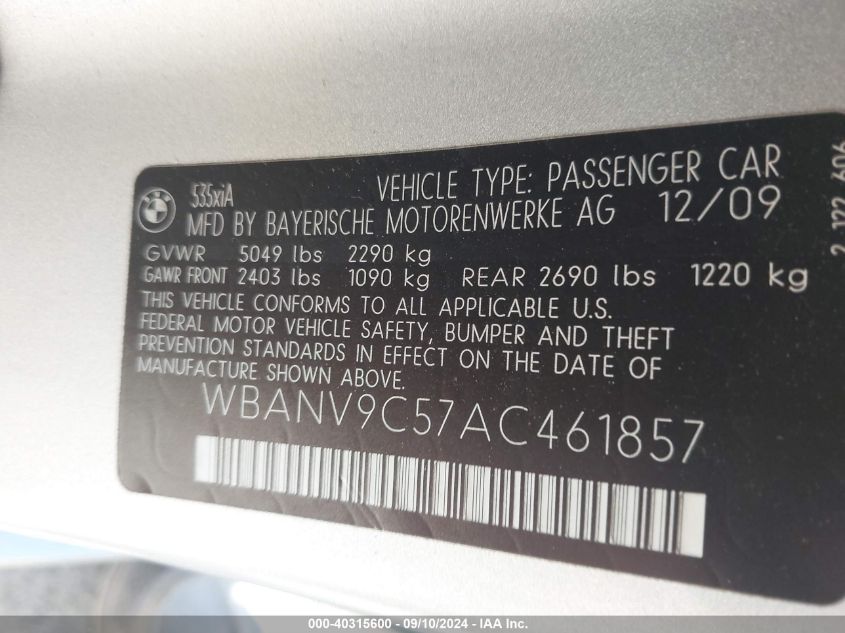 535xiA
VEHICLE TYPE: PASSENGER CAR
MFD BY BAYERISCHE MOTORENWERKE AG 12/09
GVWR 5049 lbs 2290 kg
GAWR FRONT 2403 lbs 1090 kg REAR 2690 lbs 1220 kg
THIS VEHICLE CONFORMS TO ALL APPLICABLE U.S.
FEDERAL MOTOR VEHICLE SAFETY, BUMPER AND THEFT
PREVENTION STANDARDS IN EFFECT ON THE DATE OF
MANUFACTURE SHOWN ABOVE.
WBANV9C57AC461857
2 122 606
000-40315600 - 09/10/2024 - IAA Inc.